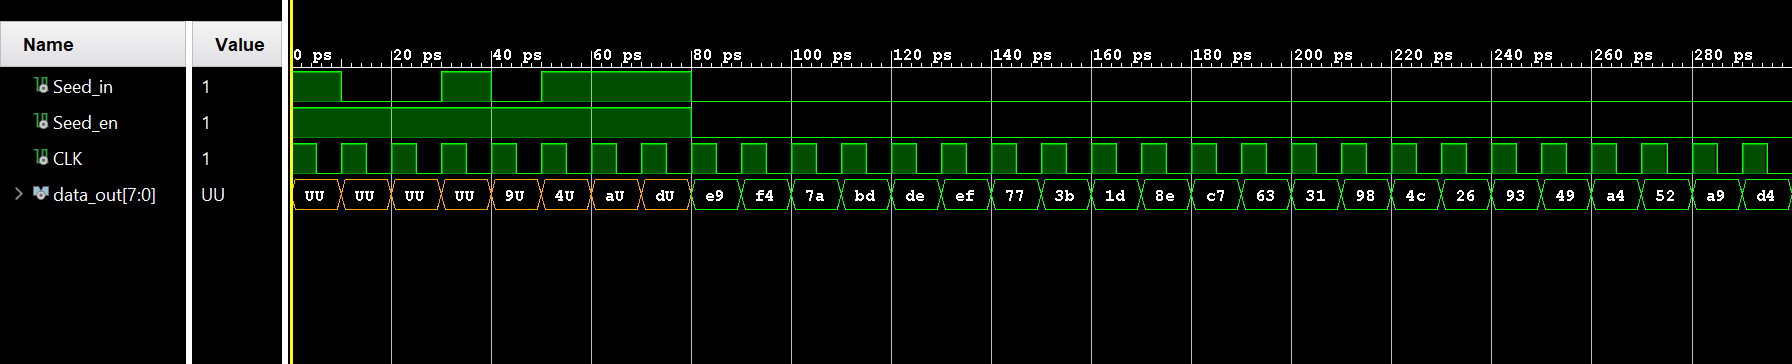 Name Value
0 ps 20 ps 40 ps 60 ps 80 ps 100 ps 120 ps 140 ps 160 ps 180 ps 200 ps 220 ps 240 ps 260 ps 280 ps
Seed_in 1
Seed_en 1
CLK 1
data_out[7:0] UU UU UU UU UU 9U 4U aU dU e9 f4 7a bd de ef 77 3b 1d 8e c7 63 31 98 4c 26 93 49 a4 52 a9 d4